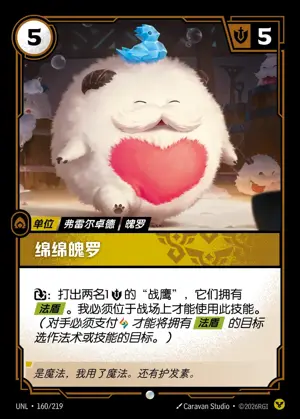 5
5
单位 弗雷尔卓德 魄罗
绵绵魄罗
：打出两名1的“战鹰”，它们拥有
法盾。我必须位于战场上才能使用此技能。
（对手必须支付才能将拥有 法盾 的目标
选作法术或技能的目标。）
是魔法，我用了魔法。还有护发素。
UNL • 160/219
Caravan Studio • ©2026RGI